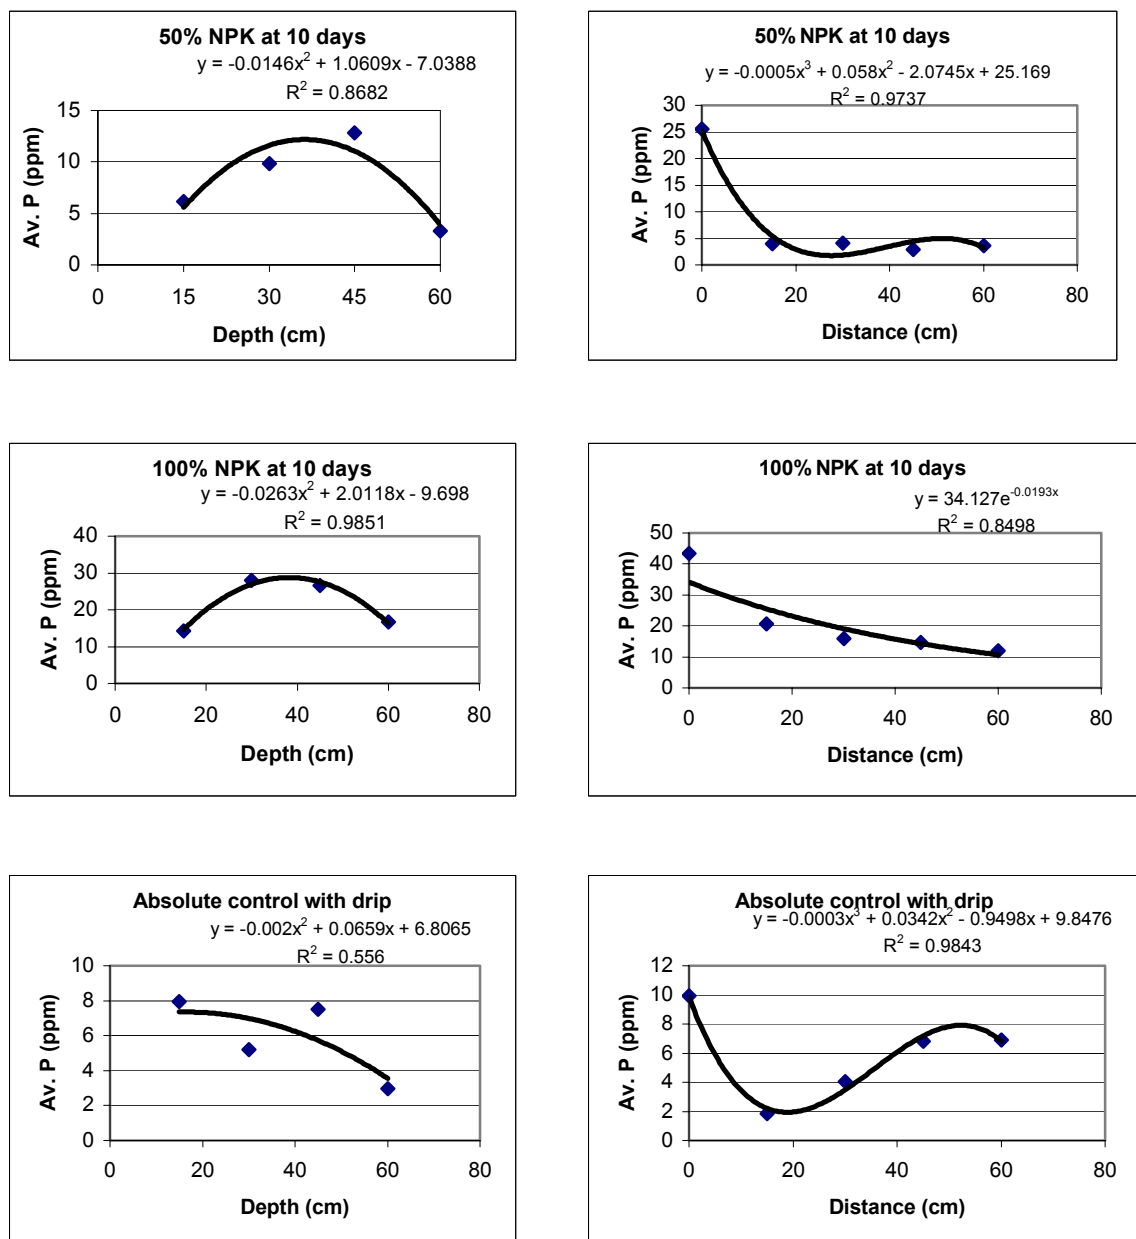 50% NPK at 10 days
y = -0.0146x² + 1.0609x - 7.0388
R² = 0.8682
15
10
5
0
0 15 30 45 60
Av. P (ppm)
Depth (cm)
50% NPK at 10 days
y = -0.0005x³ + 0.058x² - 2.0745x + 25.169
R² = 0.9737
30
25
20
15
10
5
0
0 20 40 60 80
Av. P (ppm)
Distance (cm)
100% NPK at 10 days
y = -0.0263x² + 2.0118x - 9.698
R² = 0.9851
40
30
20
10
0
0 20 40 60 80
Av. P (ppm)
Depth (cm)
100% NPK at 10 days
y = 34.127e^-0.0193x
R² = 0.8498
50
40
30
20
10
0
0 20 40 60 80
Av. P (ppm)
Distance (cm)
Absolute control with drip
y = -0.002x² + 0.0659x + 6.8065
R² = 0.556
10
8
6
4
2
0
0 20 40 60 80
Av. P (ppm)
Depth (cm)
Absolute control with drip
y = -0.0003x³ + 0.0342x² - 0.9498x + 9.8476
R² = 0.9843
12
10
8
6
4
2
0
0 20 40 60 80
Av. P (ppm)
Distance (cm)